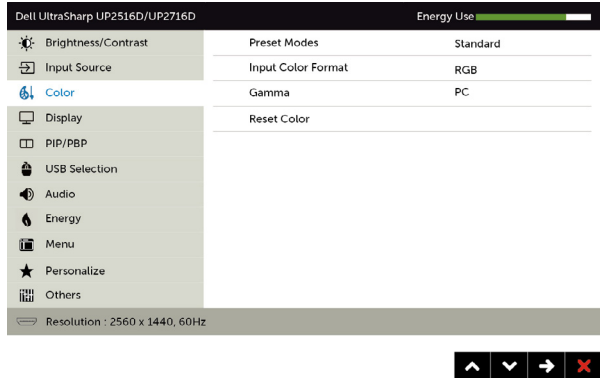 Dell UltraSharp UP2516D/UP2716D Energy Use
Brightness/Contrast
Input Source
Color
Display
PIP/PBP
USB Selection
Audio
Energy
Menu
Personalize
Others
Preset Modes Standard
Input Color Format RGB
Gamma PC
Reset Color
Resolution : 2560 x 1440, 60Hz